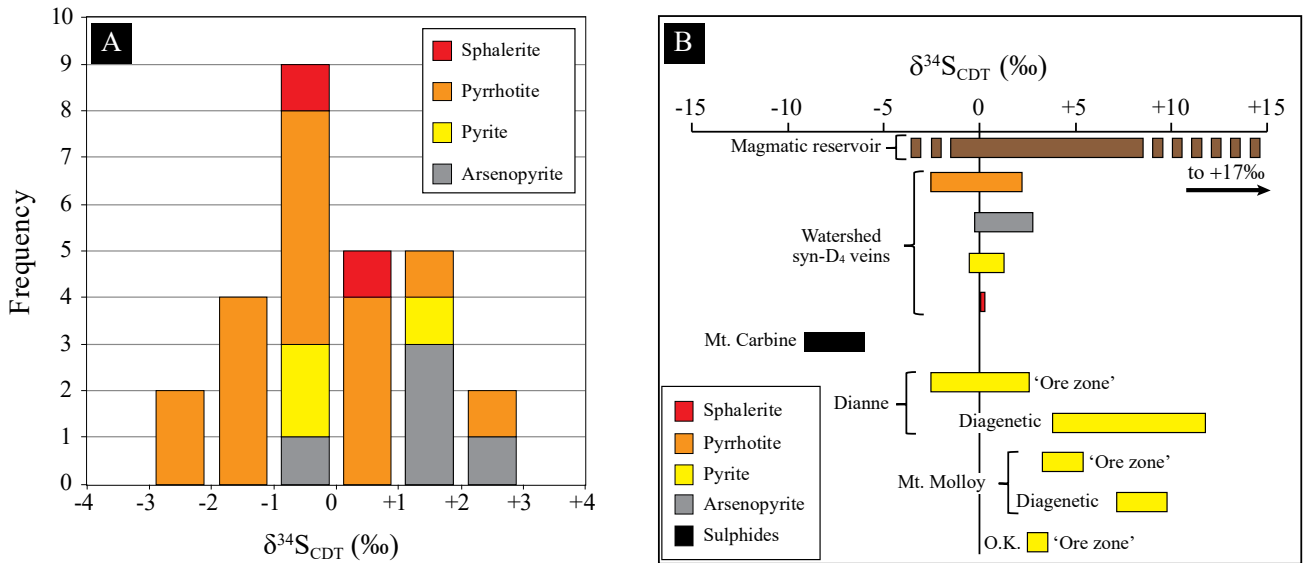 A
10
9
8
7
6
5
4
3
2
1
0
Frequency
-4 -3 -2 -1 0 +1 +2 +3 +4
δ³⁴S_CDT (‰)
Sphalerite
Pyrrhotite
Pyrite
Arsenopyrite
B
δ³⁴S_CDT (‰)
-15 -10 -5 0 +5 +10 +15
Magmatic reservoir
to +17‰
Watershed
syn-D₄ veins
Mt. Carbine
Dianne
'Ore zone'
Diagenetic
Mt. Molloy
'Ore zone'
Diagenetic
O.K. 'Ore zone'
Sphalerite
Pyrrhotite
Pyrite
Arsenopyrite
Sulphides